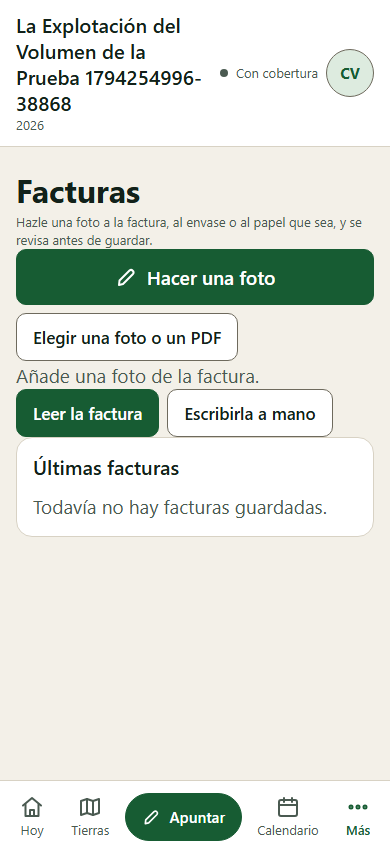 La Explotación del
Volumen de la
Prueba 1794254996-
38868
2026
Con cobertura
CV
Facturas
Hazle una foto a la factura, al envase o al papel que sea, y se
revisa antes de guardar.
Hacer una foto
Elegir una foto o un PDF
Añade una foto de la factura.
Leer la factura
Escribirla a mano
Últimas facturas
Todavía no hay facturas guardadas.
Hoy
Tierras
Apuntar
Calendario
Más